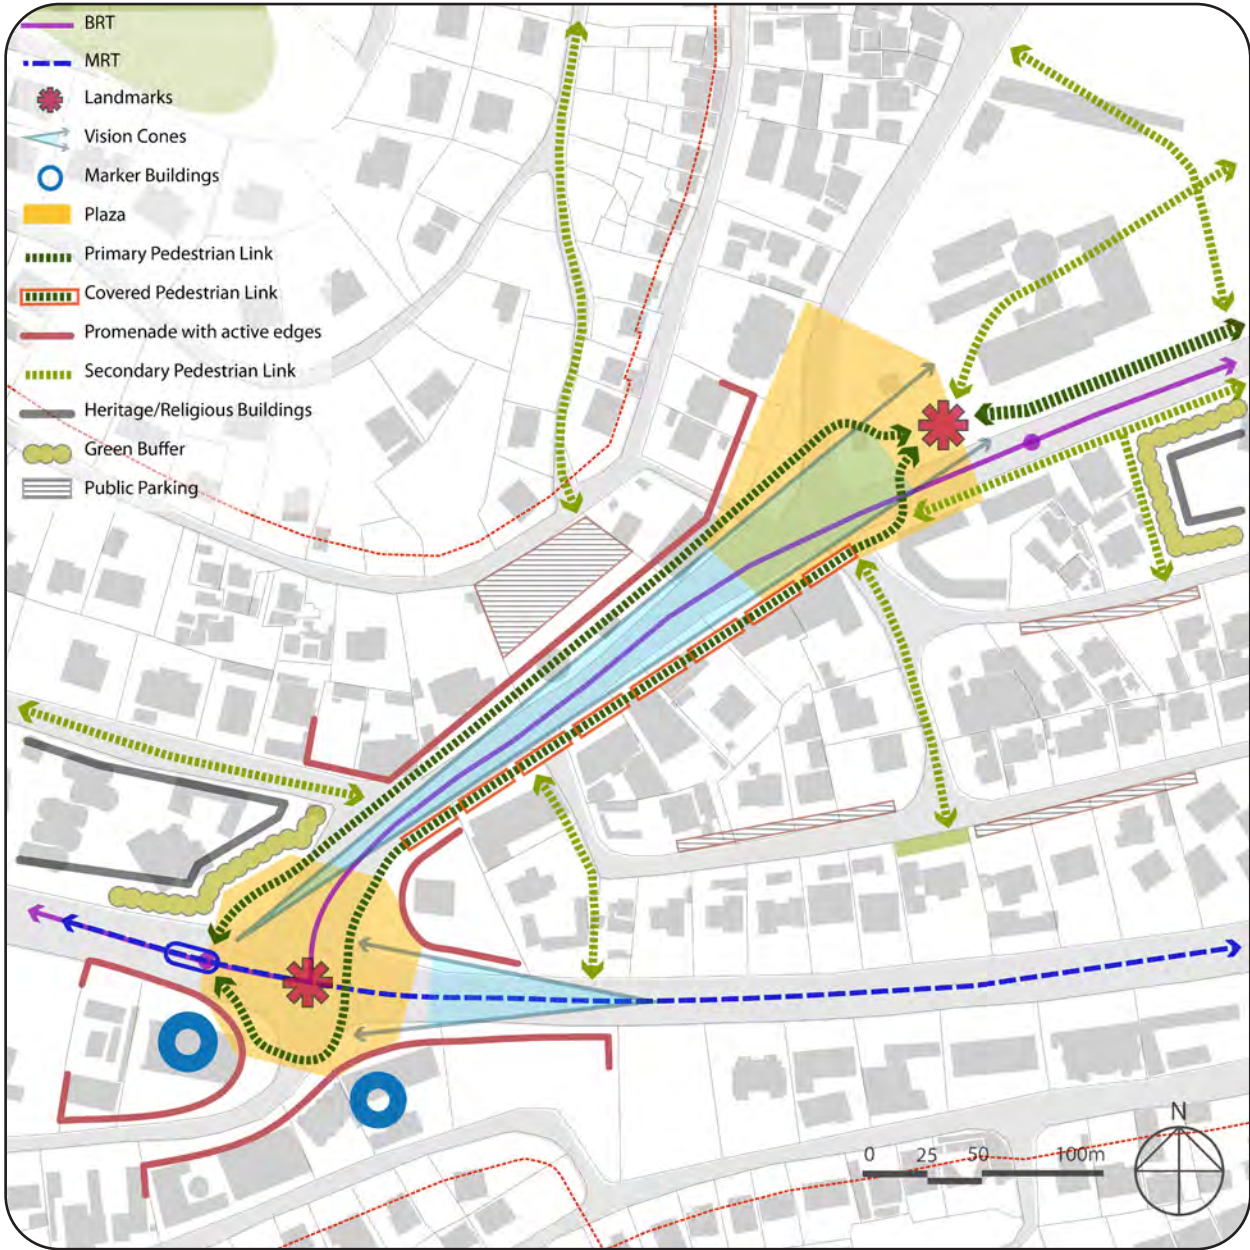 BRT
MRT
Landmarks
Vision Cones
Marker Buildings
Plaza
Primary Pedestrian Link
Covered Pedestrian Link
Promenade with active edges
Secondary Pedestrian Link
Heritage/Religious Buildings
Green Buffer
Public Parking
N
0 25 50 100m